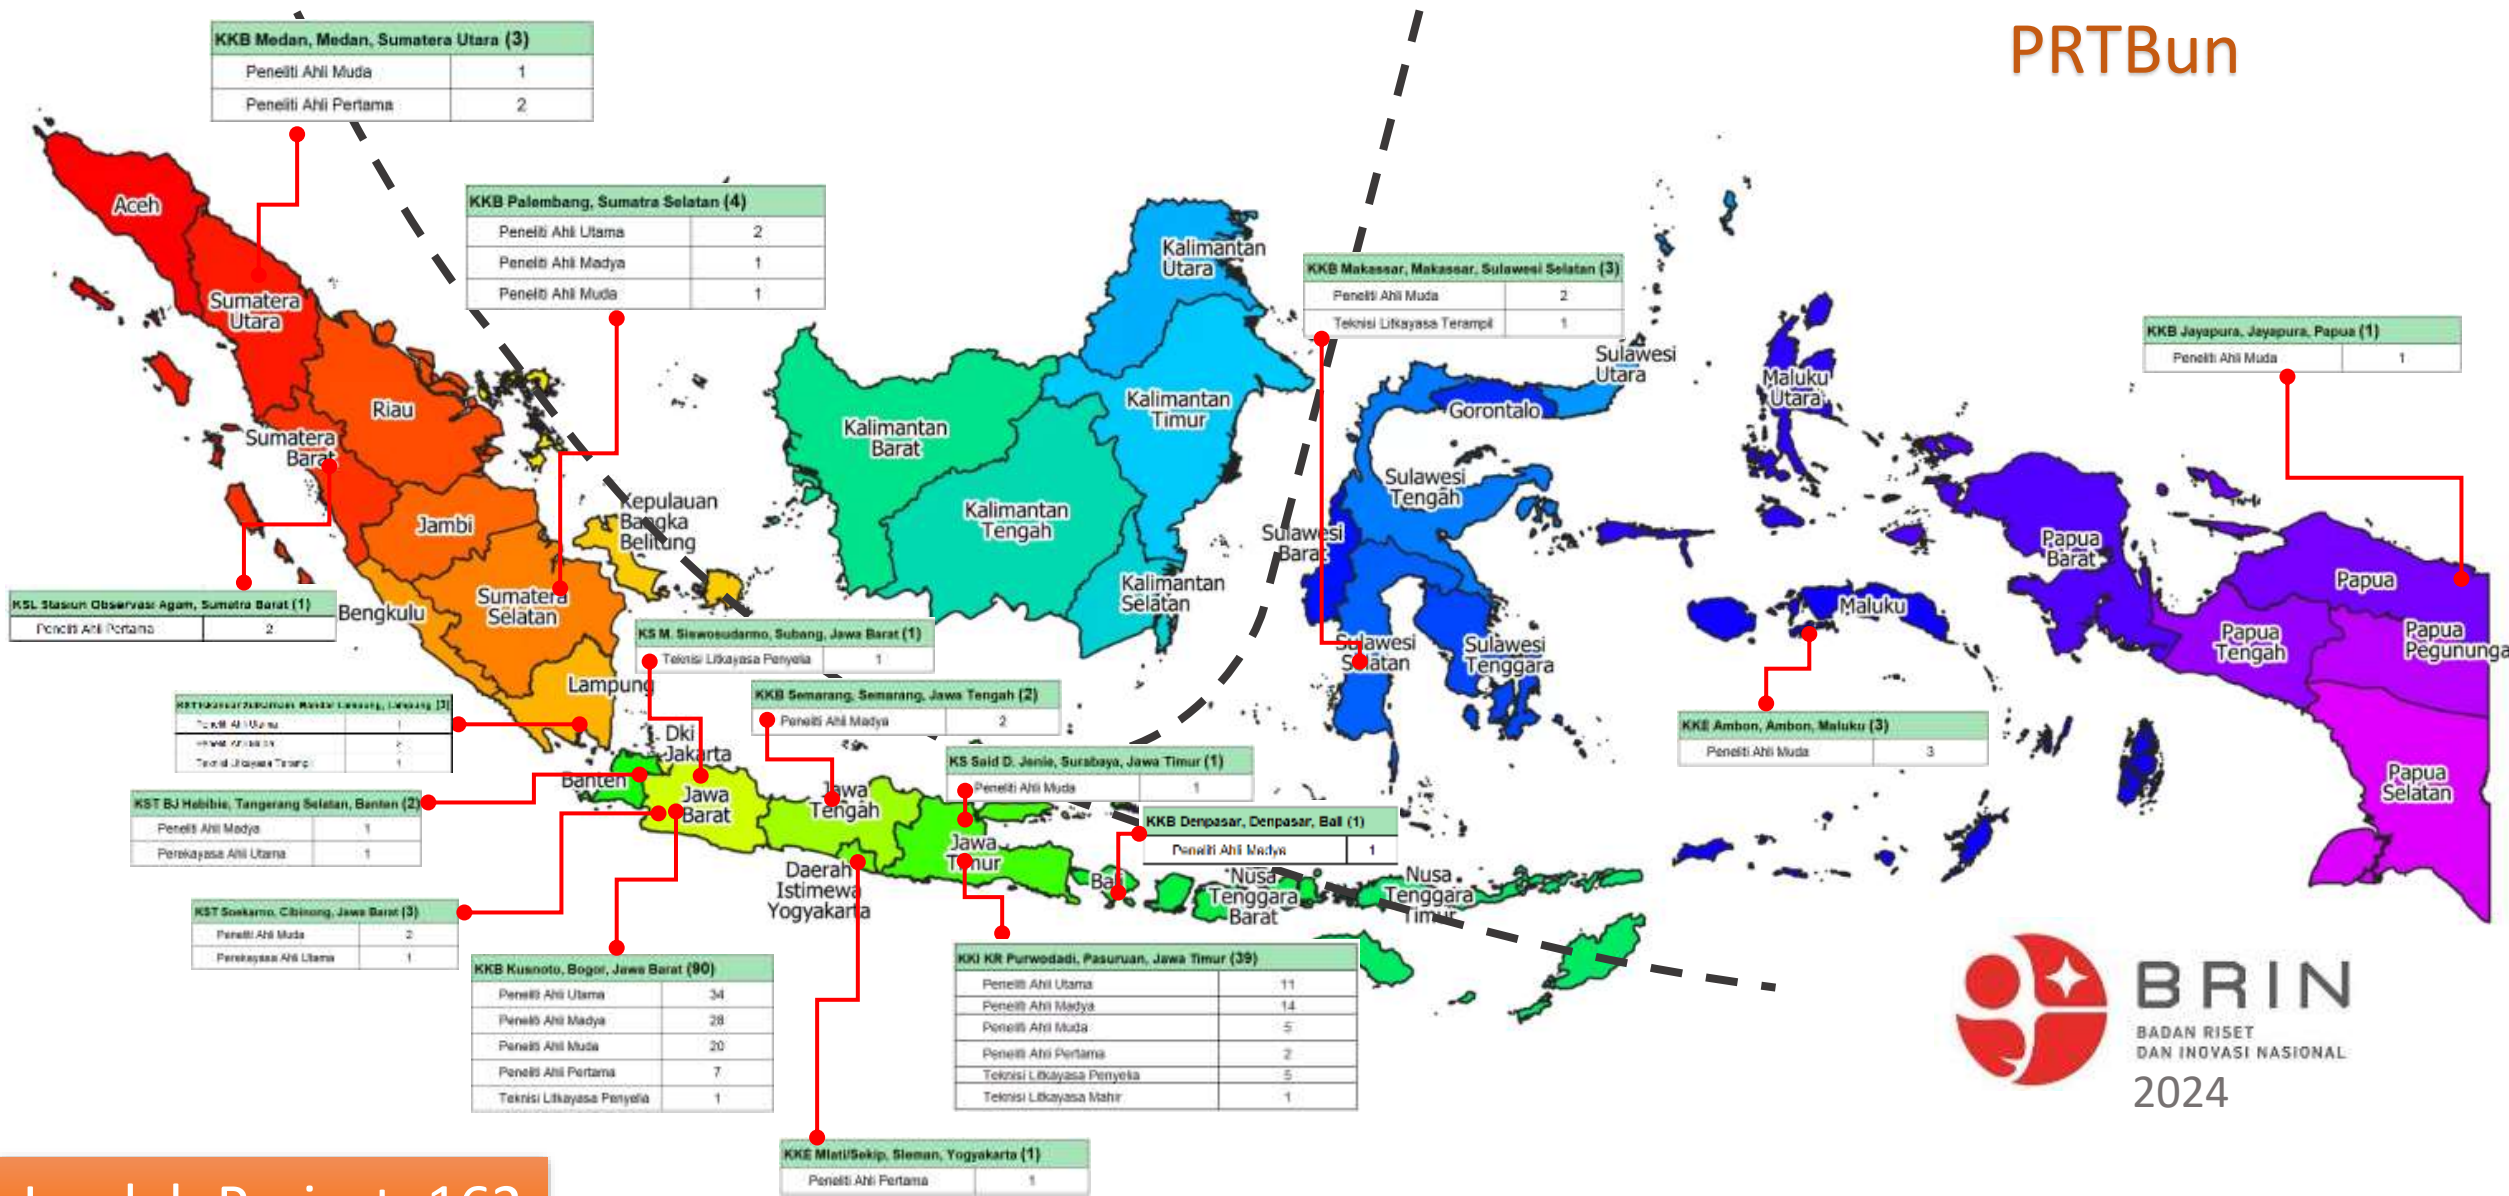 PRTBun
KKB Medan, Medan, Sumatera Utara (3)
Peneliti Ahli Muda 1
Peneliti Ahli Pertama 2
KKB Palembang, Sumatra Selatan (4)
Peneliti Ahli Utama 2
Peneliti Ahli Madya 1
Peneliti Ahli Muda 1
KKB Makassar, Makassar, Sulawesi Selatan (3)
Peneliti Ahli Muda 2
Teknisi Litkayasa Terampil 1
KKB Jayapura, Jayapura, Papua (1)
Peneliti Ahli Muda 1
Aceh
Sumatera
Utara
Riau
Sumatera
Barat
Jambi
Kepulauan
Bangka
Belitung
Sumatera
Selatan
Bengkulu
Lampung
Kalimantan
Utara
Kalimantan
Timur
Kalimantan
Barat
Kalimantan
Tengah
Kalimantan
Selatan
Sulawesi
Utara
Gorontalo
Sulawesi
Tengah
Sulawesi
Barat
Sulawesi
Selatan
Sulawesi
Tenggara
Maluku
Utara
Maluku
Papua
Barat
Papua
Papua
Tengah
Papua
Pegununga
Papua
Selatan
KSL Stasiun Observasi Agam, Sumatra Barat (1)
Peneliti Ahli Pertama 2
KS M. Siswosudarmo, Subang, Jawa Barat (1)
Teknisi Litkayasa Penyelia 1
KKB Semarang, Semarang, Jawa Tengah (2)
Peneliti Ahli Madya 2
Lampung, Lampung (3)
Peneliti Ahli Utama 1
Teknisi Litkayasa Terampil 1
KS Said D. Jenie, Surabaya, Jawa Timur (1)
Peneliti Ahli Muda 1
KKE Ambon, Ambon, Maluku (3)
Peneliti Ahli Muda 3
Dki
Jakarta
Banten
Jawa
Barat
Jawa
Tengah
Daerah
Istimewa
Yogyakarta
Jawa
Timur
Bali
Nusa
Tenggara
Barat
Nusa
Tenggara
Timur
KST BJ Habibie, Tangerang Selatan, Banten (2)
Peneliti Ahli Madya 1
Perekayasa Ahli Utama 1
KKB Denpasar, Denpasar, Bali (1)
Peneliti Ahli Madya 1
KST Soekarno, Cibinong, Jawa Barat (3)
Peneliti Ahli Muda 2
Perekayasa Ahli Utama 1
KKB Kusnoto, Bogor, Jawa Barat (90)
Peneliti Ahli Utama 34
Peneliti Ahli Madya 28
Peneliti Ahli Muda 20
Peneliti Ahli Pertama 7
Teknisi Litkayasa Penyelia 1
KKI KR Purwodadi, Pasuruan, Jawa Timur (39)
Peneliti Ahli Utama 11
Peneliti Ahli Madya 14
Peneliti Ahli Muda 5
Peneliti Ahli Pertama 2
Teknisi Litkayasa Penyelia 5
Teknisi Litkayasa Mahir 1
KKE Mlati/Sekip, Sleman, Yogyakarta (1)
Peneliti Ahli Pertama 1
BRIN
BADAN RISET
DAN INOVASI NASIONAL
2024